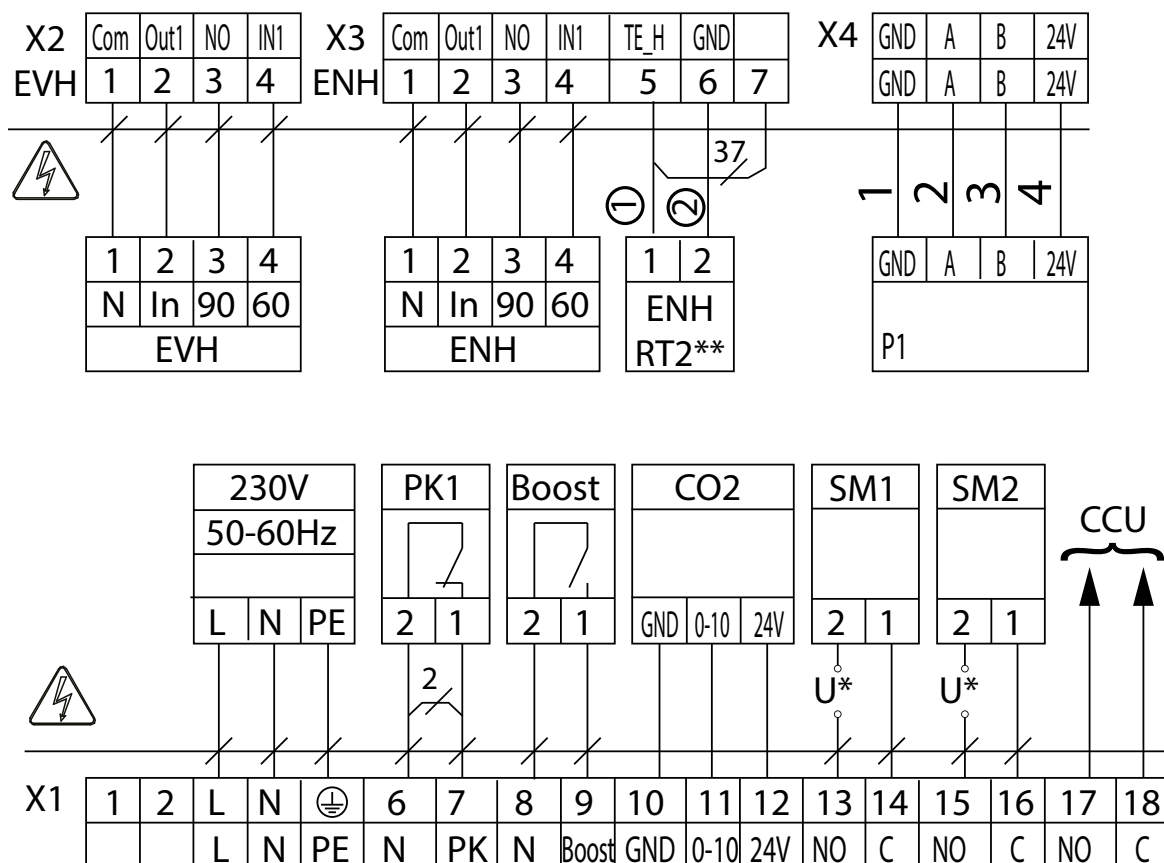 X2 Com Out1 NO IN1 X3 Com Out1 NO IN1 TE_H GND X4 GND A B 24V
EVH 1 2 3 4 ENH 1 2 3 4 5 6 7 GND A B 24V
37
1 2 1 2 3 4
1 2 3 4 1 2 3 4 1 2 GND A B 24V
N In 90 60 N In 90 60 ENH
EVH ENH RT2** P1
230V PK1 Boost CO2 SM1 SM2
50-60Hz CCU
L N PE 2 1 2 1 GND 0-10 24V 2 1 2 1
2 U* U*
X1 1 2 L N 6 7 8 9 10 11 12 13 14 15 16 17 18
L N PE N PK N Boost GND 0-10 24V NO C NO C NO C